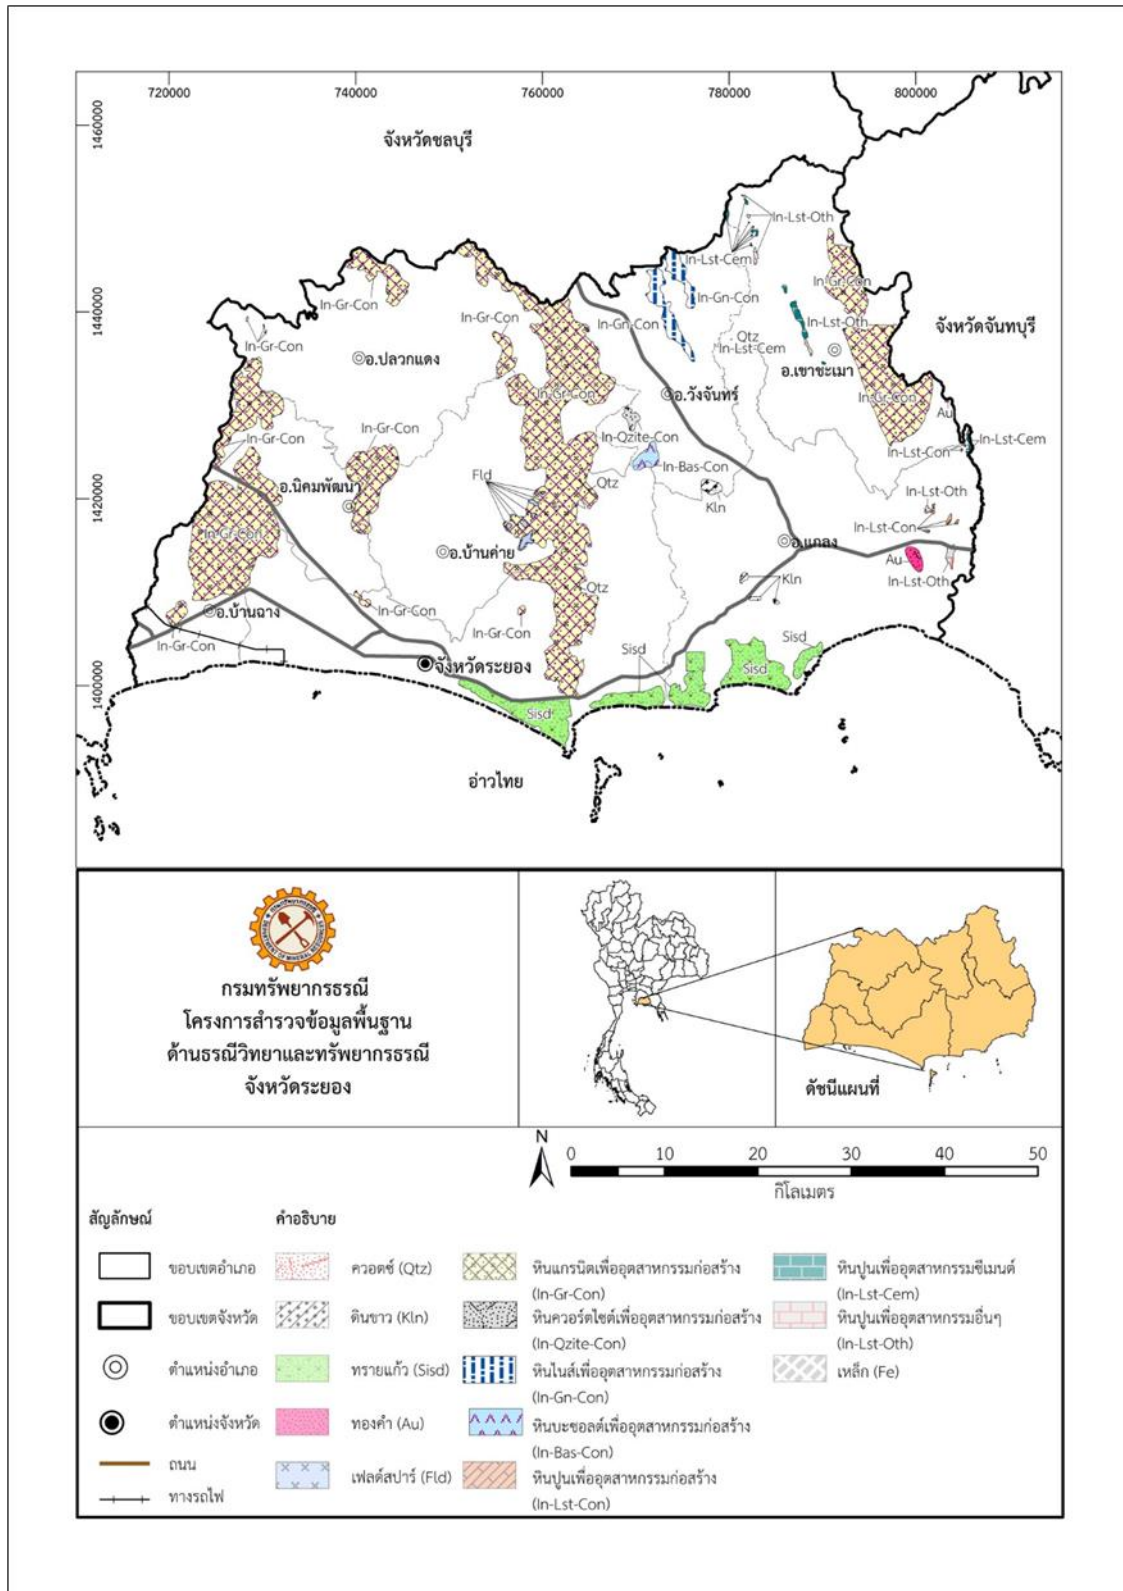 720000
740000
760000
780000
800000
1460000
1440000
1420000
1400000
จังหวัดชลบุรี
In-Lst-Oth
In-Lst-Cem
In-Gr-Con
In-Gr-Con
In-Gn-Con
In-Gr-Con
In-Gn-Con
In-Lst-Oth
จังหวัดจันทบุรี
In-Gr-Con
Qtz
In-Lst-Cem
อ.ปลวกแดง
อ.เขาชะเมา
In-Gr-Con
อ.วังจันทร์
In-Gr-Con
Au
In-Gr-Con
In-Gr-Con
In-Qzite-Con
In-Lst-Cem
In-Lst-Con
In-Bas-Con
Fld
Qtz
Kln
อ.นิคมพัฒนา
In-Lst-Oth
In-Lst-Con
In-Gr-Con
อ.แกลง
อ.บ้านค่าย
Au
In-Lst-Oth
Kln
Qtz
In-Gr-Con
In-Gr-Con
อ.บ้านฉาง
In-Gr-Con
Sisd
Sisd
จังหวัดระยอง
Sisd
Sisd
อ่าวไทย
กรมทรัพยากรธรณี
DEPARTMENT OF MINERAL RESOURCES
กรมทรัพยากรธรณี
โครงการสำรวจข้อมูลพื้นฐาน
ด้านธรณีวิทยาและทรัพยากรธรณี
จังหวัดระยอง
ดัชนีแผนที่
N
0 10 20 30 40 50
กิโลเมตร
สัญลักษณ์
คำอธิบาย
ขอบเขตอำเภอ
ขอบเขตจังหวัด
ตำแหน่งอำเภอ
ตำแหน่งจังหวัด
ถนน
ทางรถไฟ
ควอตซ์ (Qtz)
ดินขาว (Kln)
ทรายแก้ว (Sisd)
ทองคำ (Au)
เฟลด์สปาร์ (Fld)
หินแกรนิตเพื่ออุตสาหกรรมก่อสร้าง
(In-Gr-Con)
หินควอร์ตไซต์เพื่ออุตสาหกรรมก่อสร้าง
(In-Qzite-Con)
หินไนส์เพื่ออุตสาหกรรมก่อสร้าง
(In-Gn-Con)
หินบะซอลต์เพื่ออุตสาหกรรมก่อสร้าง
(In-Bas-Con)
หินปูนเพื่ออุตสาหกรรมก่อสร้าง
(In-Lst-Con)
หินปูนเพื่ออุตสาหกรรมซีเมนต์
(In-Lst-Cem)
หินปูนเพื่ออุตสาหกรรมอื่นๆ
(In-Lst-Oth)
เหล็ก (Fe)